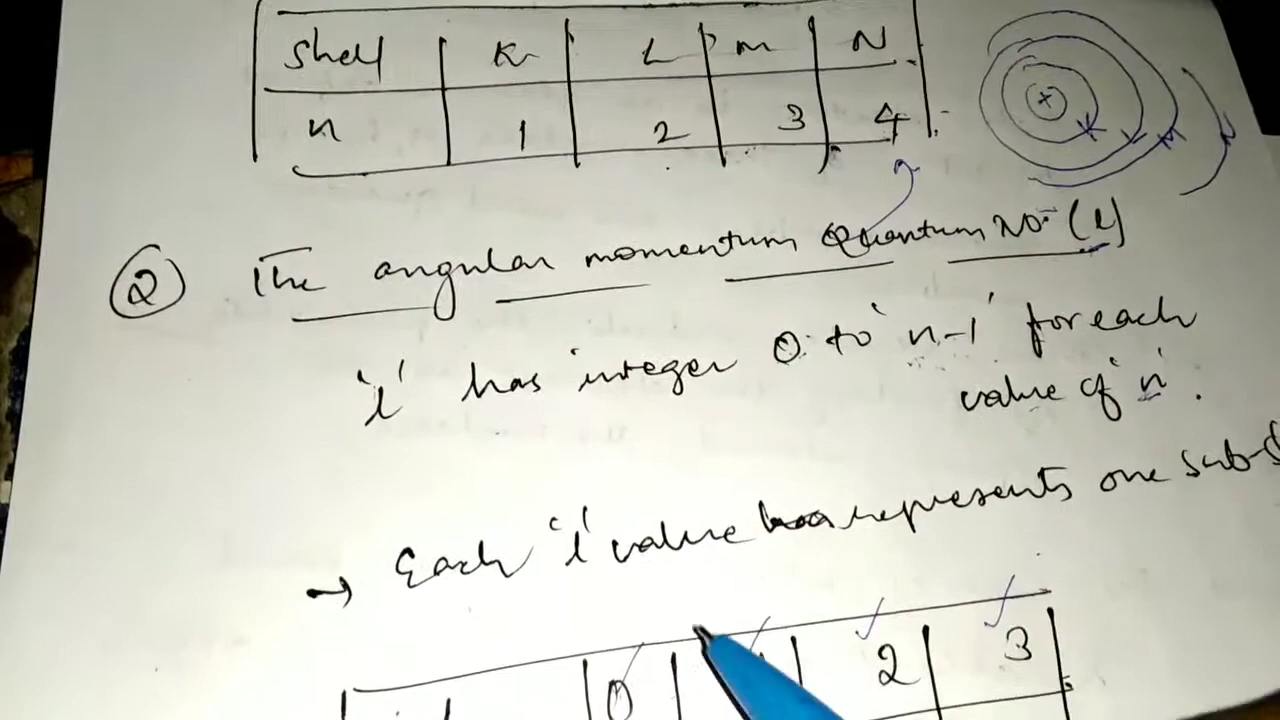 Shell K L M N
n 1 2 3 4
+ K L M N
② The angular momentum Quantum No. (l)
'l' has integer 0 to 'n-1' for each
value of 'n'.
→ Each 'l' value represents one sub-s
0 2 3